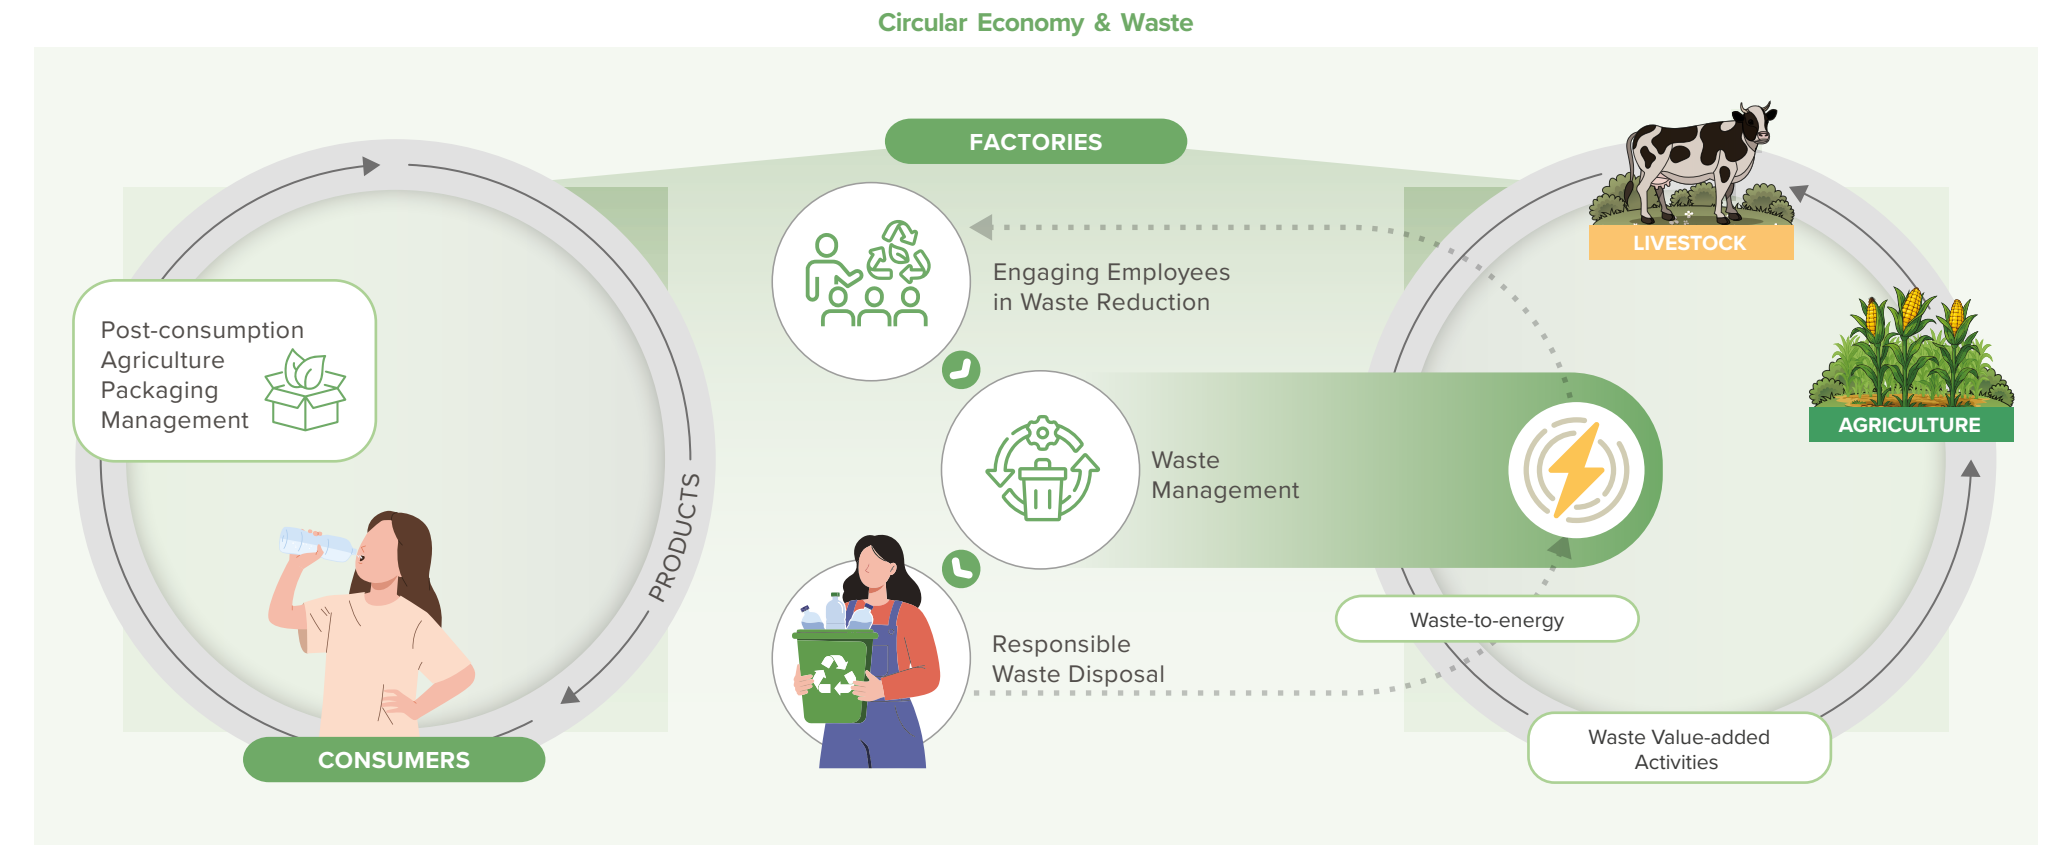 Circular Economy & Waste
FACTORIES
LIVESTOCK
Engaging Employees
in Waste Reduction
Post-consumption
Agriculture
Packaging
Management
AGRICULTURE
Waste
Management
PRODUCTS
Waste-to-energy
Responsible
Waste Disposal
CONSUMERS
Waste Value-added
Activities